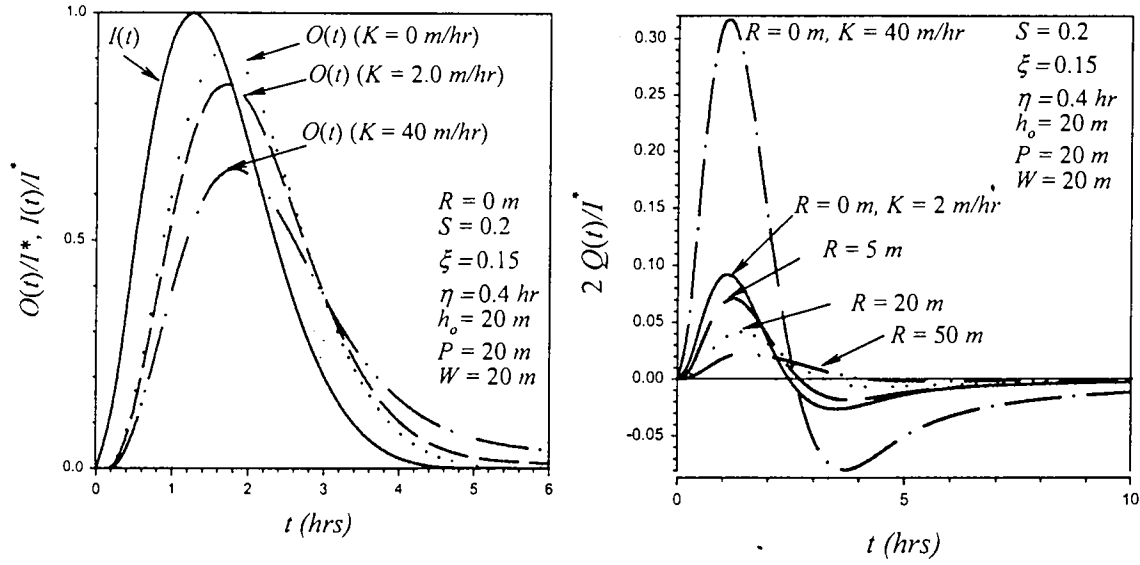 1.0
I(t)
O(t) (K = 0 m/hr)
O(t) (K = 2.0 m/hr)
O(t) (K = 40 m/hr)
R = 0 m
S = 0.2
ξ = 0.15
η = 0.4 hr
h_o = 20 m
P = 20 m
W = 20 m
0.5
0.0
O(t)/I*, I(t)/I*
0 1 2 3 4 5 6
t (hrs)
0.30
0.25
0.20
0.15
0.10
0.05
0.00
-0.05
2 Q(t)/I*
R = 0 m, K = 40 m/hr
S = 0.2
ξ = 0.15
η = 0.4 hr
h_o = 20 m
P = 20 m
W = 20 m
R = 0 m, K = 2 m/hr
R = 5 m
R = 20 m
R = 50 m
0 5 10
t (hrs)